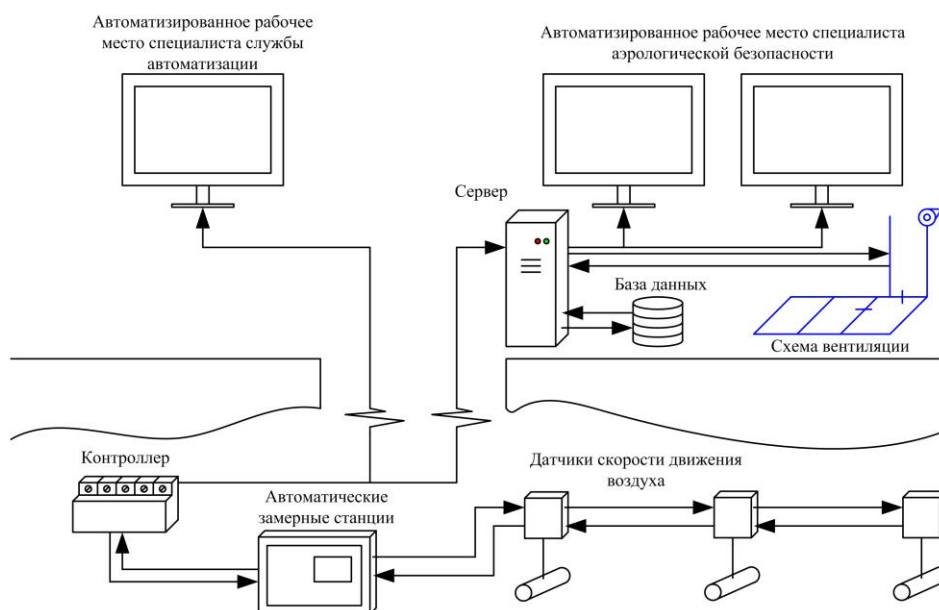 Автоматизированное рабочее
место специалиста службы
автоматизации
Автоматизированное рабочее место специалиста
аэрологической безопасности
Сервер
База данных
Схема вентиляции
Контроллер
Автоматические
замерные станции
Датчики скорости движения
воздуха